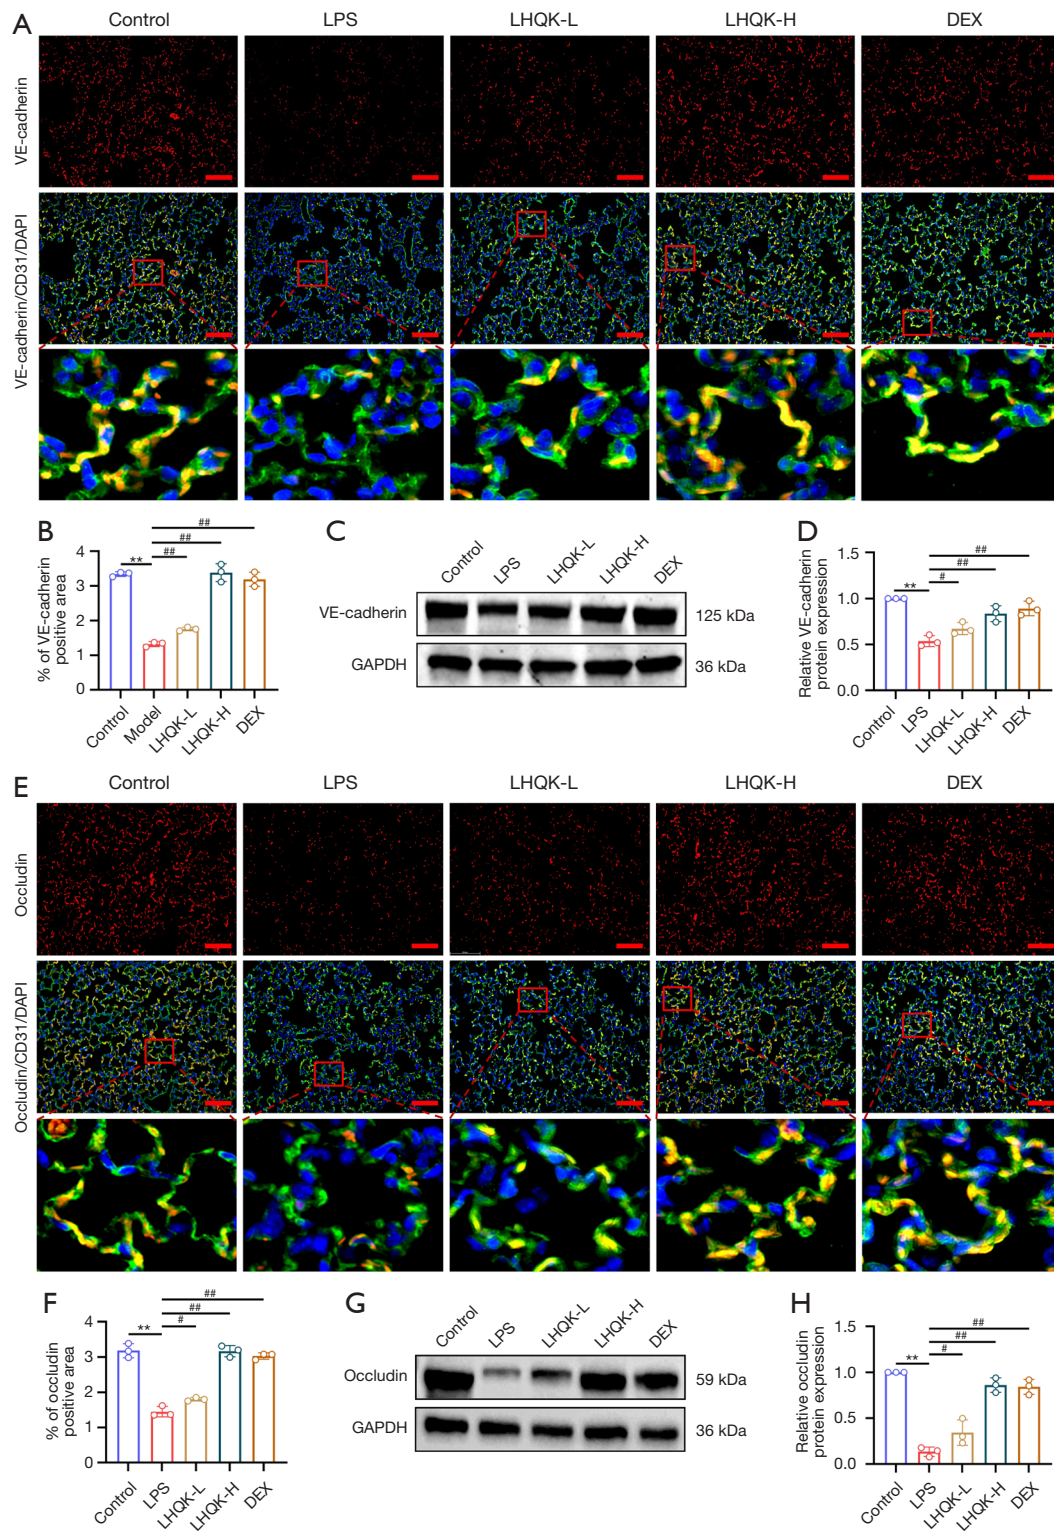 A
Control LPS LHQK-L LHQK-H DEX
VE-cadherin
VE-cadherin/CD31/DAPI
B
% of VE-cadherin
positive area
4
3
2
1
0
**
##
##
##
Control Model LHQK-L LHQK-H DEX
C
Control LPS LHQK-L LHQK-H DEX
VE-cadherin 125 kDa
GAPDH 36 kDa
D
Relative VE-cadherin
protein expression
1.5
1.0
0.5
0.0
**
#
##
##
Control LPS LHQK-L LHQK-H DEX
E
Control LPS LHQK-L LHQK-H DEX
Occludin
Occludin/CD31/DAPI
F
% of occludin
positive area
4
3
2
1
0
**
#
##
##
Control LPS LHQK-L LHQK-H DEX
G
Control LPS LHQK-L LHQK-H DEX
Occludin 59 kDa
GAPDH 36 kDa
H
Relative occludin
protein expression
1.5
1.0
0.5
0.0
**
#
##
##
Control LPS LHQK-L LHQK-H DEX